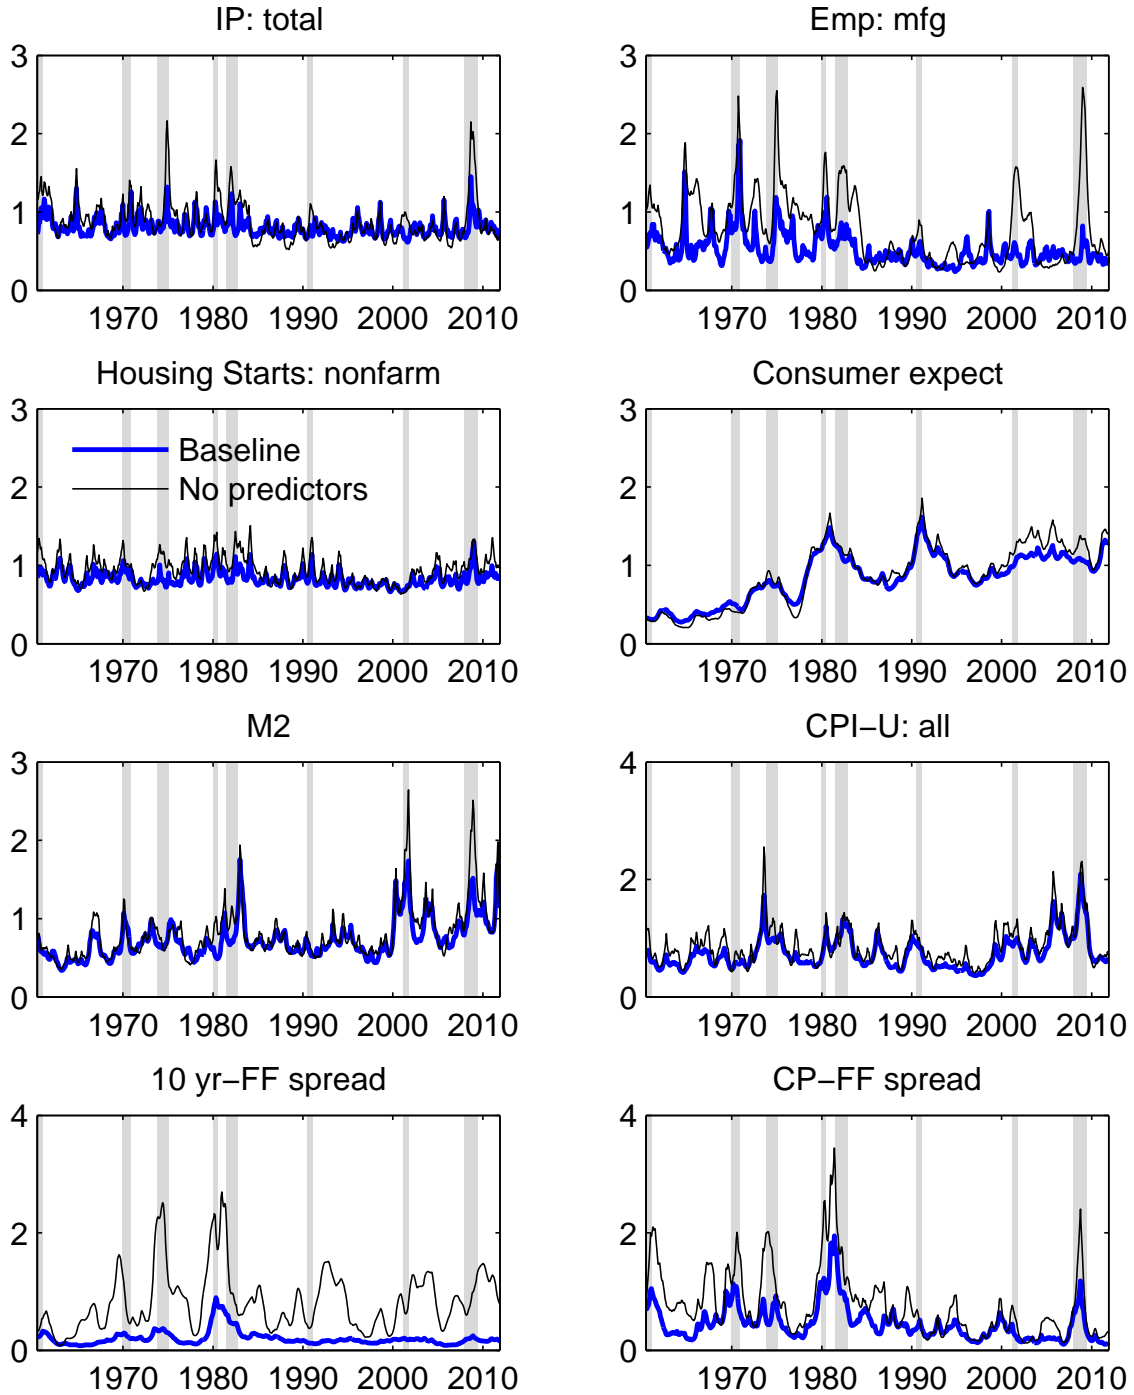 IP: total
3
2
1
0
1970 1980 1990 2000 2010
Emp: mfg
3
2
1
0
1970 1980 1990 2000 2010
Housing Starts: nonfarm
3
2
1
0
Baseline
No predictors
1970 1980 1990 2000 2010
Consumer expect
3
2
1
0
1970 1980 1990 2000 2010
M2
3
2
1
0
1970 1980 1990 2000 2010
CPI−U: all
4
2
0
1970 1980 1990 2000 2010
10 yr−FF spread
4
2
0
1970 1980 1990 2000 2010
CP−FF spread
4
2
0
1970 1980 1990 2000 2010